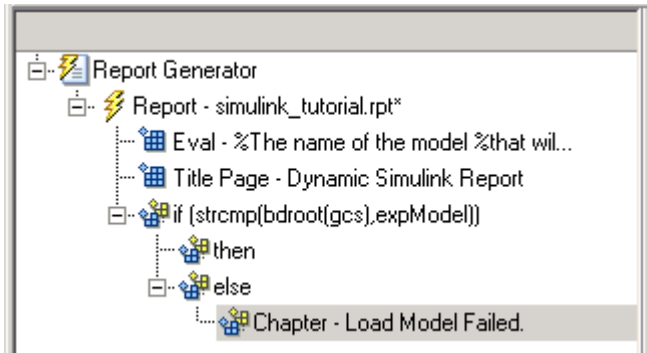 Report Generator
Report - simulink_tutorial.rpt*
Eval - %The name of the model %that wil...
Title Page - Dynamic Simulink Report
if (strcmp(bdroot(gcs),expModel))
then
else
Chapter - Load Model Failed.